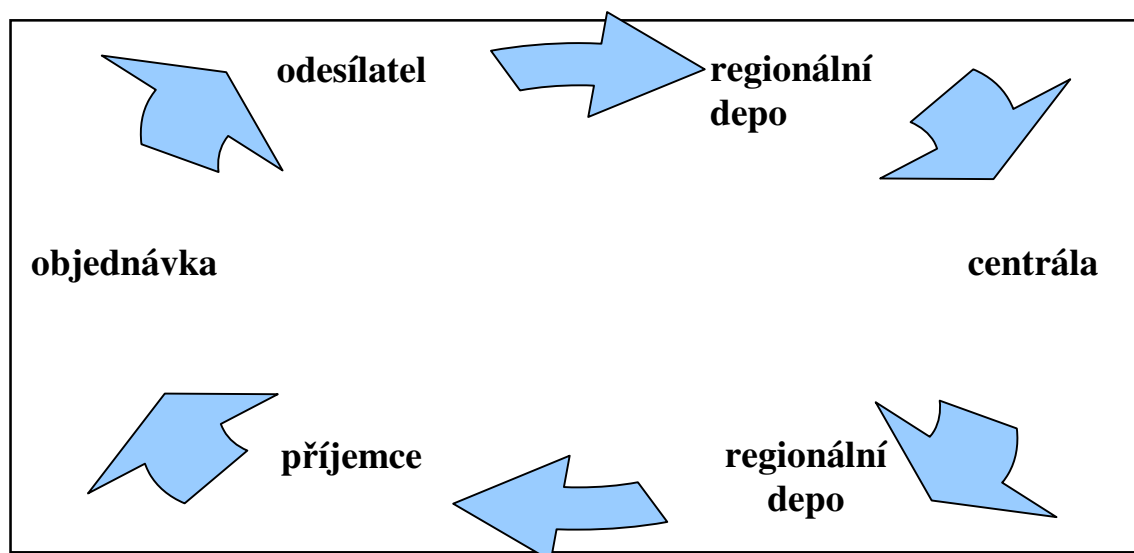 odesílatel
regionální
depo
objednávka
centrála
příjemce
regionální
depo